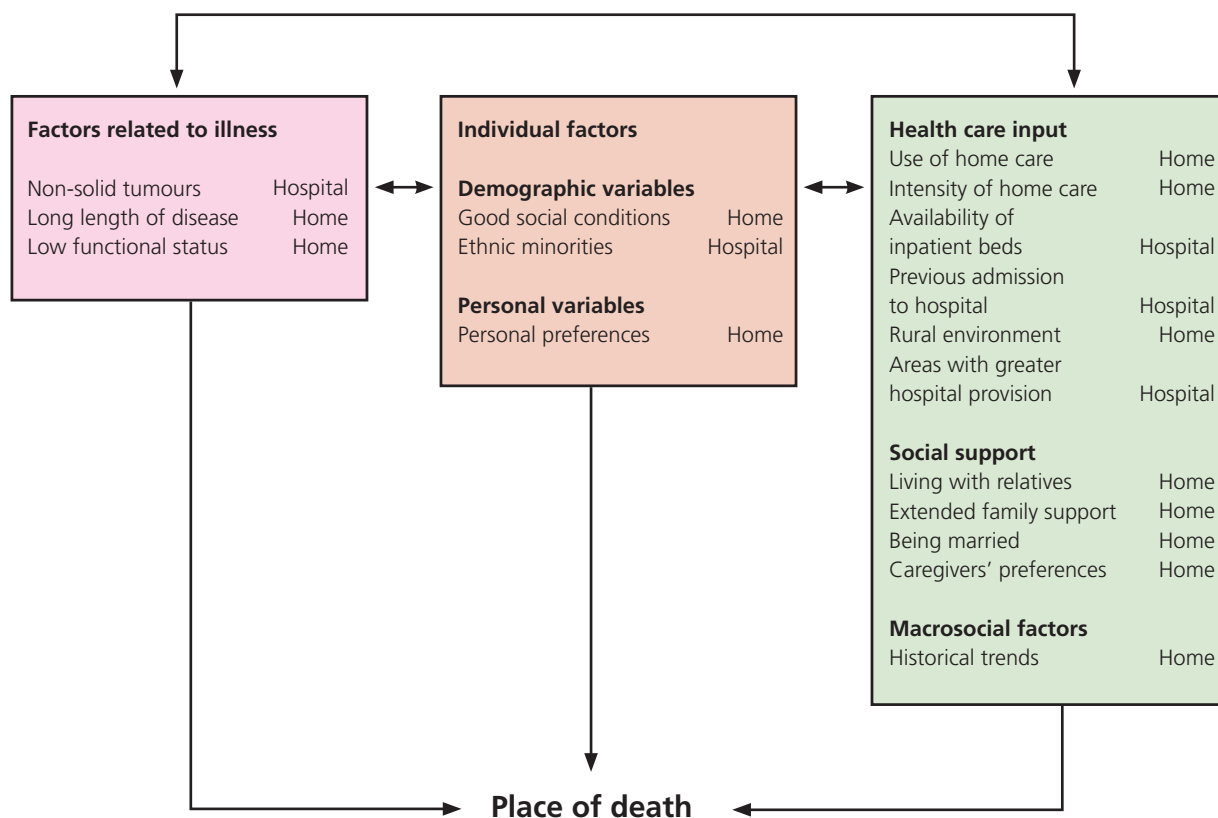 Factors related to illness
Non-solid tumours Hospital
Long length of disease Home
Low functional status Home
Individual factors
Demographic variables
Good social conditions Home
Ethnic minorities Hospital
Personal variables
Personal preferences Home
Health care input
Use of home care Home
Intensity of home care Home
Availability of
inpatient beds Hospital
Previous admission
to hospital Hospital
Rural environment Home
Areas with greater
hospital provision Hospital
Social support
Living with relatives Home
Extended family support Home
Being married Home
Caregivers’ preferences Home
Macrosocial factors
Historical trends Home
Place of death